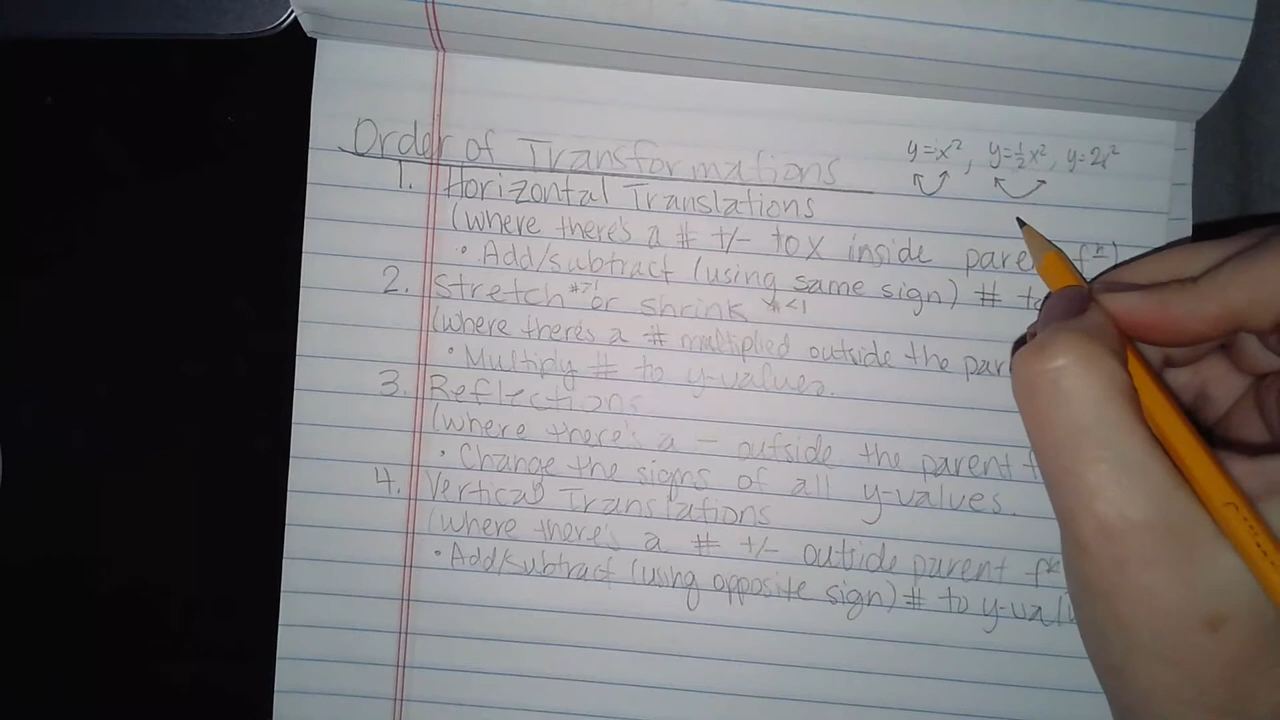 Order of Transformations
y=x², y=½x², y=2x²
1. Horizontal Translations
(where there's a # +/- to x inside parent fⁿ)
• Add/subtract (using same sign) # to
2. Stretch #>1 or shrink #<1
(where there's a # multiplied outside the par
• Multiply # to y-values.
3. Reflections
(where there's a - outside the parent f
• Change the signs of all y-values.
4. Vertical Translations
(where there's a # +/- outside parent fⁿ
• Add/subtract (using opposite sign) # to y-valu